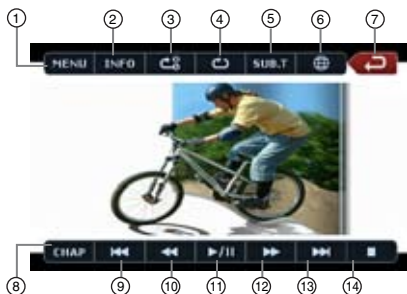 ① ② ③ ④ ⑤ ⑥ ⑦
MENU INFO SUB.T
CHAP
⑧ ⑨ ⑩ ⑪ ⑫ ⑬ ⑭